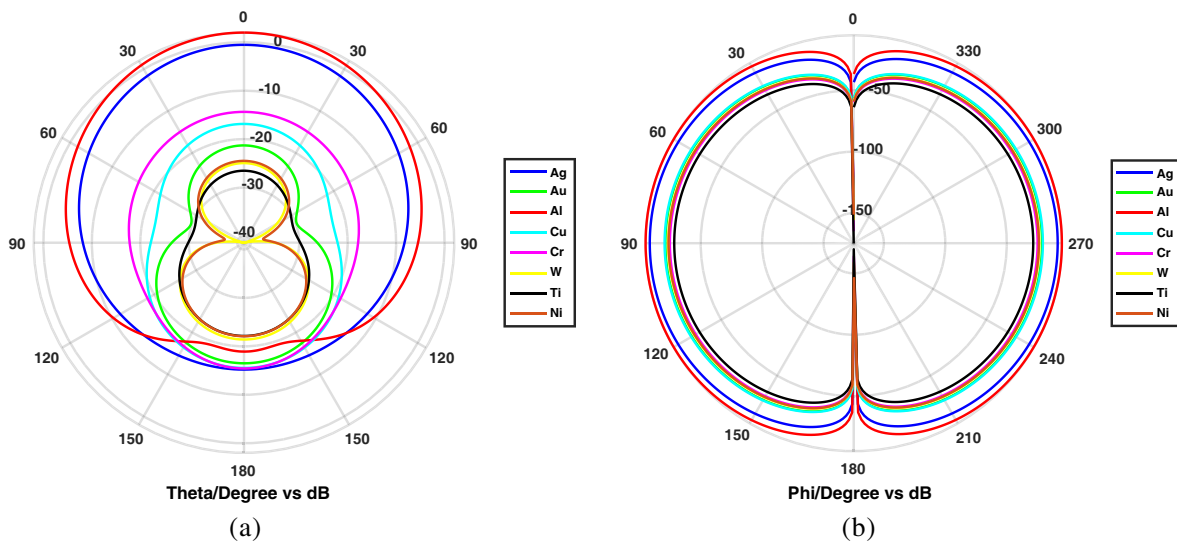 0
30
30
60
60
90
90
120
120
150
150
180
0
-10
-20
-30
-40
Theta/Degree vs dB
(a)
Ag
Au
Al
Cu
Cr
W
Ti
Ni
0
30
330
60
300
90
270
120
240
150
210
180
-50
-100
-150
Phi/Degree vs dB
(b)
Ag
Au
Al
Cu
Cr
W
Ti
Ni